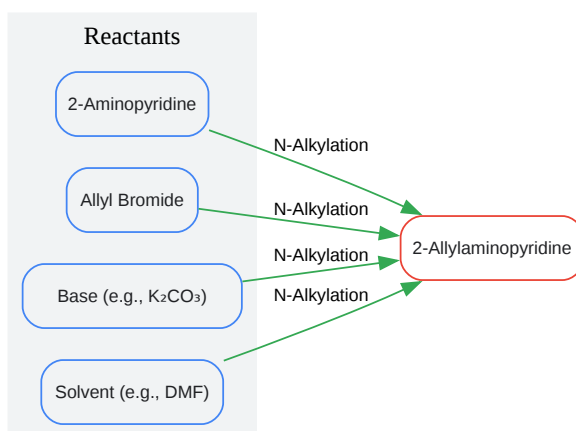 Reactants
2-Aminopyridine
N-Alkylation
Allyl Bromide
N-Alkylation
2-Allylaminopyridine
N-Alkylation
Base (e.g., K₂CO₃)
N-Alkylation
Solvent (e.g., DMF)